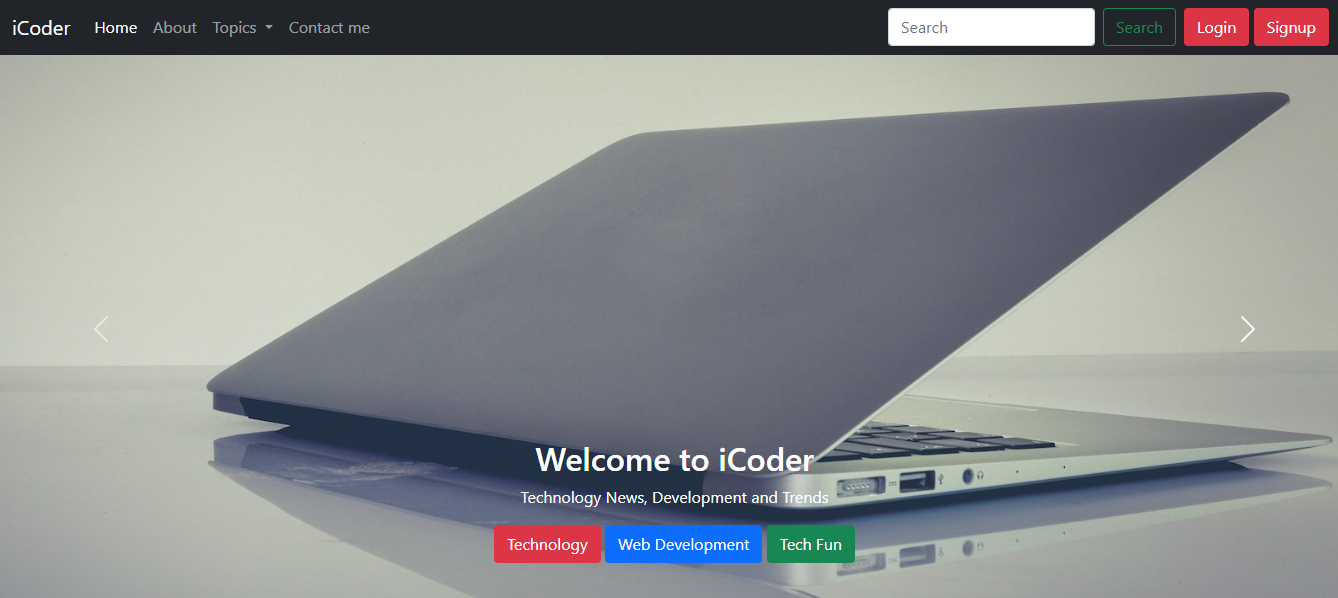 iCoder Home About Topics Contact me Search Search Login Signup
Welcome to iCoder
Technology News, Development and Trends
Technology Web Development Tech Fun